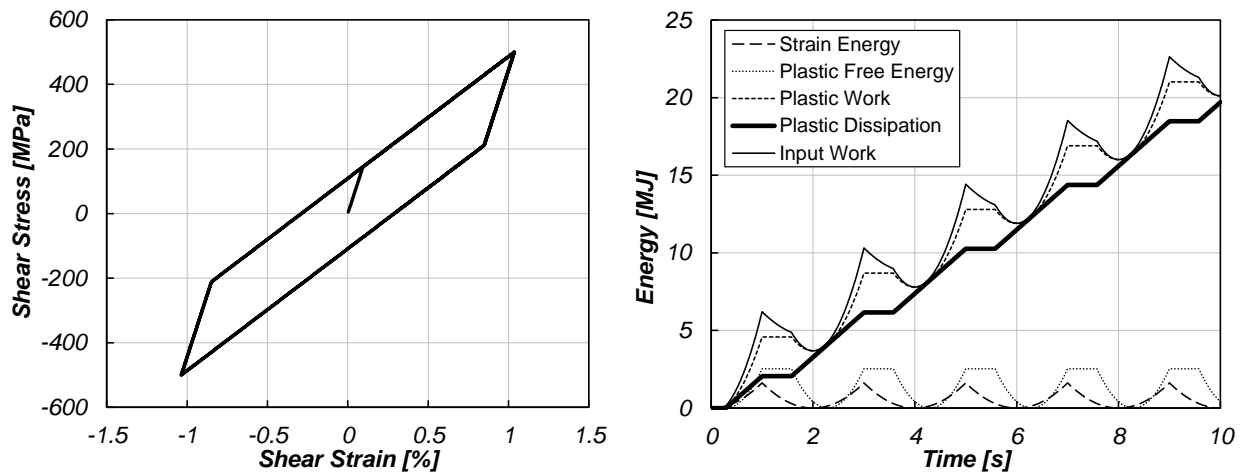 600
400
200
0
-200
-400
-600
-1.5
-1
-0.5
0
0.5
1
1.5
Shear Stress [MPa]
Shear Strain [%]
25
20
15
10
5
0
0
2
4
6
8
10
Energy [MJ]
Time [s]
Strain Energy
Plastic Free Energy
Plastic Work
Plastic Dissipation
Input Work